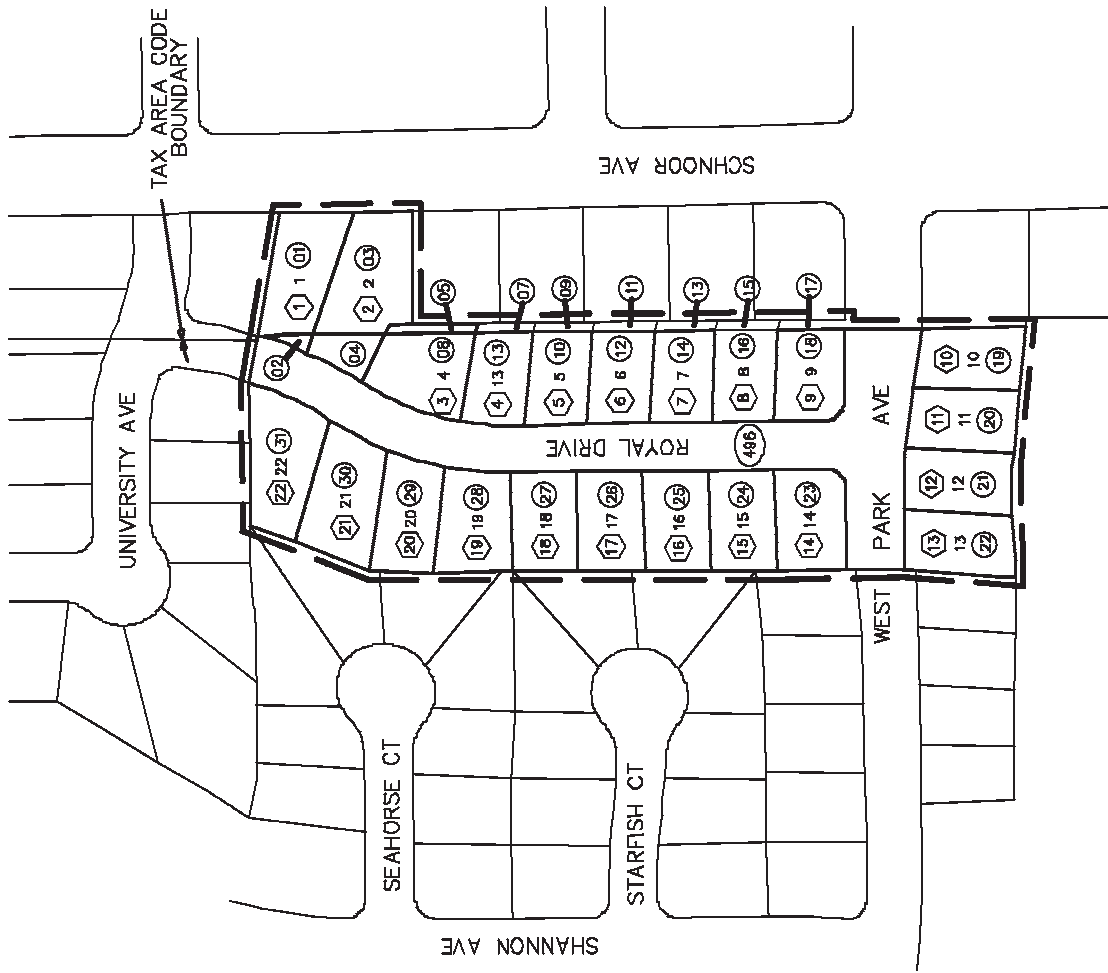 TAX AREA CODE
BOUNDARY
SCHNOOR AVE
UNIVERSITY AVE
1 1 01
2 2 03
02
04
05
07
09
11
13
15
17
3 4 08
4 13 13
5 5 10
6 6 12
7 7 14
8 8 16
9 9 18
10 10 19
11 11 20
12 12 21
13 13 22
ROYAL DRIVE
496
WEST PARK AVE
22 22 31
21 21 30
20 20 29
19 19 28
18 18 27
17 17 26
16 16 25
15 15 24
14 14 23
SEAHORSE CT
STARFISH CT
SHANNON AVE